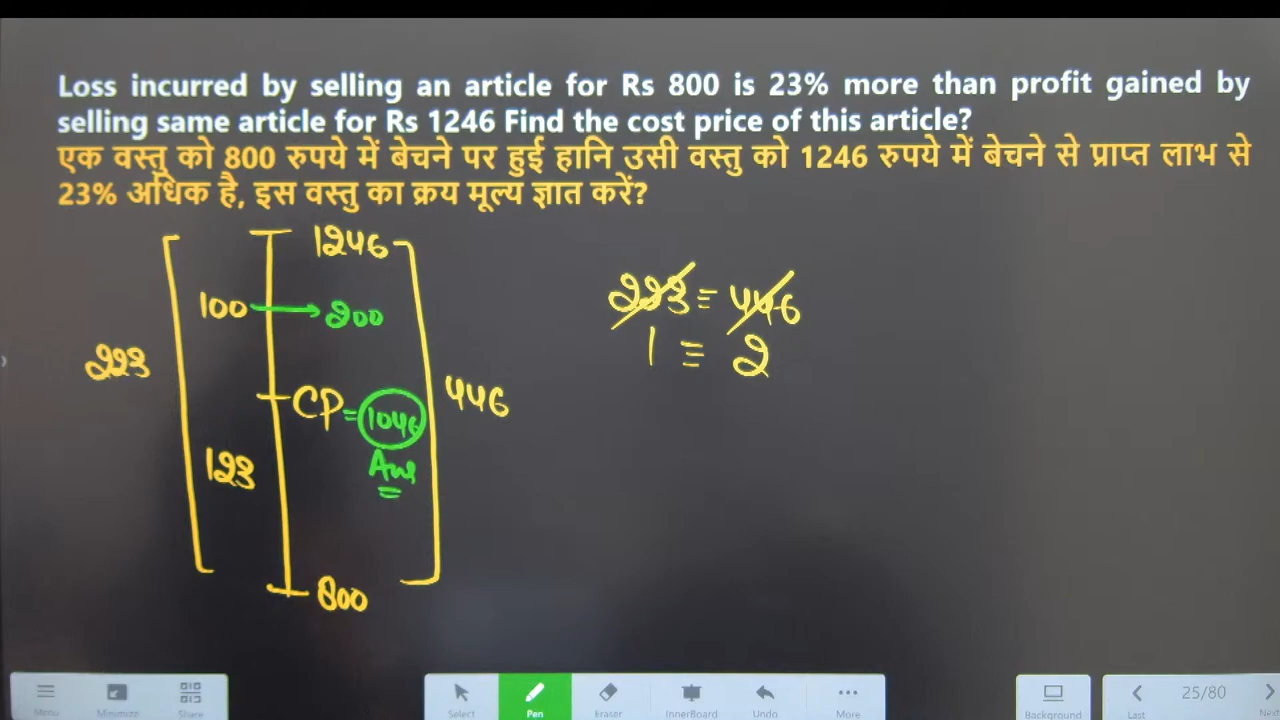 Loss incurred by selling an article for Rs 800 is 23% more than profit gained by
selling same article for Rs 1246 Find the cost price of this article?
एक वस्तु को 800 रुपये में बेचने पर हुई हानि उसी वस्तु को 1246 रुपये में बेचने से प्राप्त लाभ से
23% अधिक है, इस वस्तु का क्रय मूल्य ज्ञात करें?
1246
100 → 200
223
CP = 1046
Ans
446
123
800
223 ≡ 446
1 ≡ 2
Menu Minimize Share Select Pen Eraser InnerBoard Undo More Background Last 25/80 Next